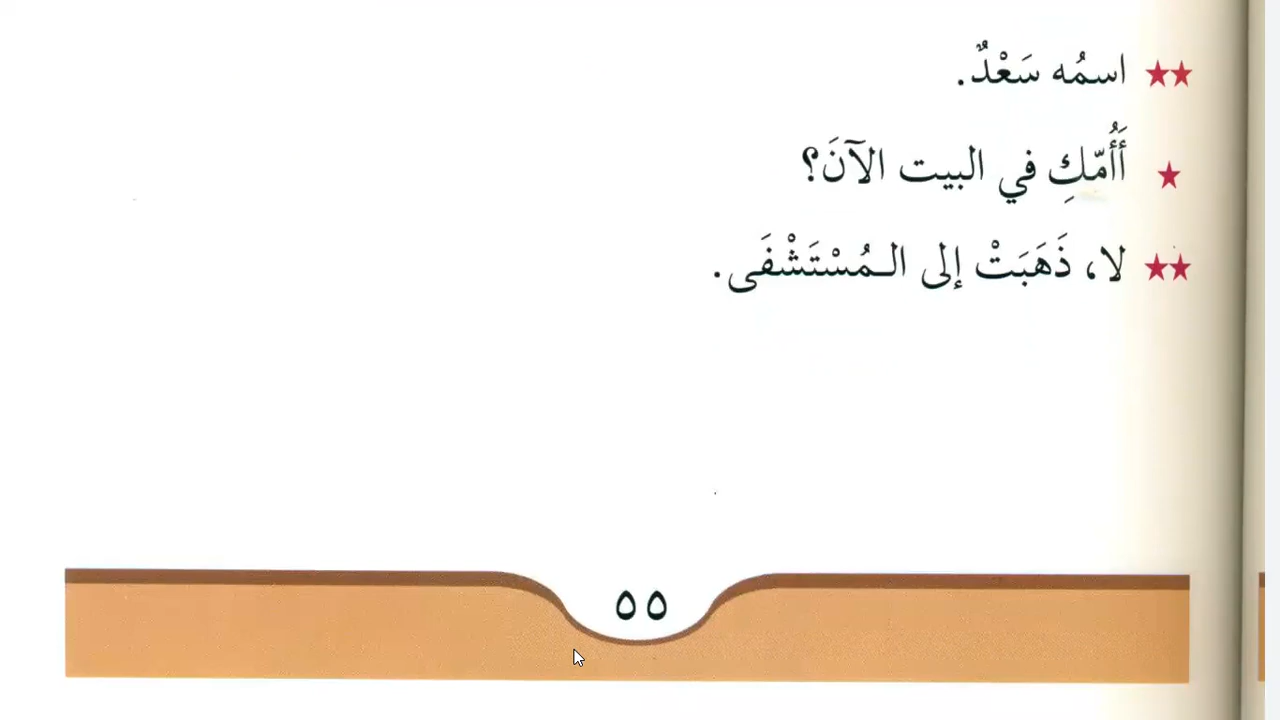 ★★ اسمُه سَعْدٌ.
★ أَأُمّكِ في البيت الآنَ؟
★★ لا، ذَهَبَتْ إلى الـمُسْتَشْفَى.
٥٥